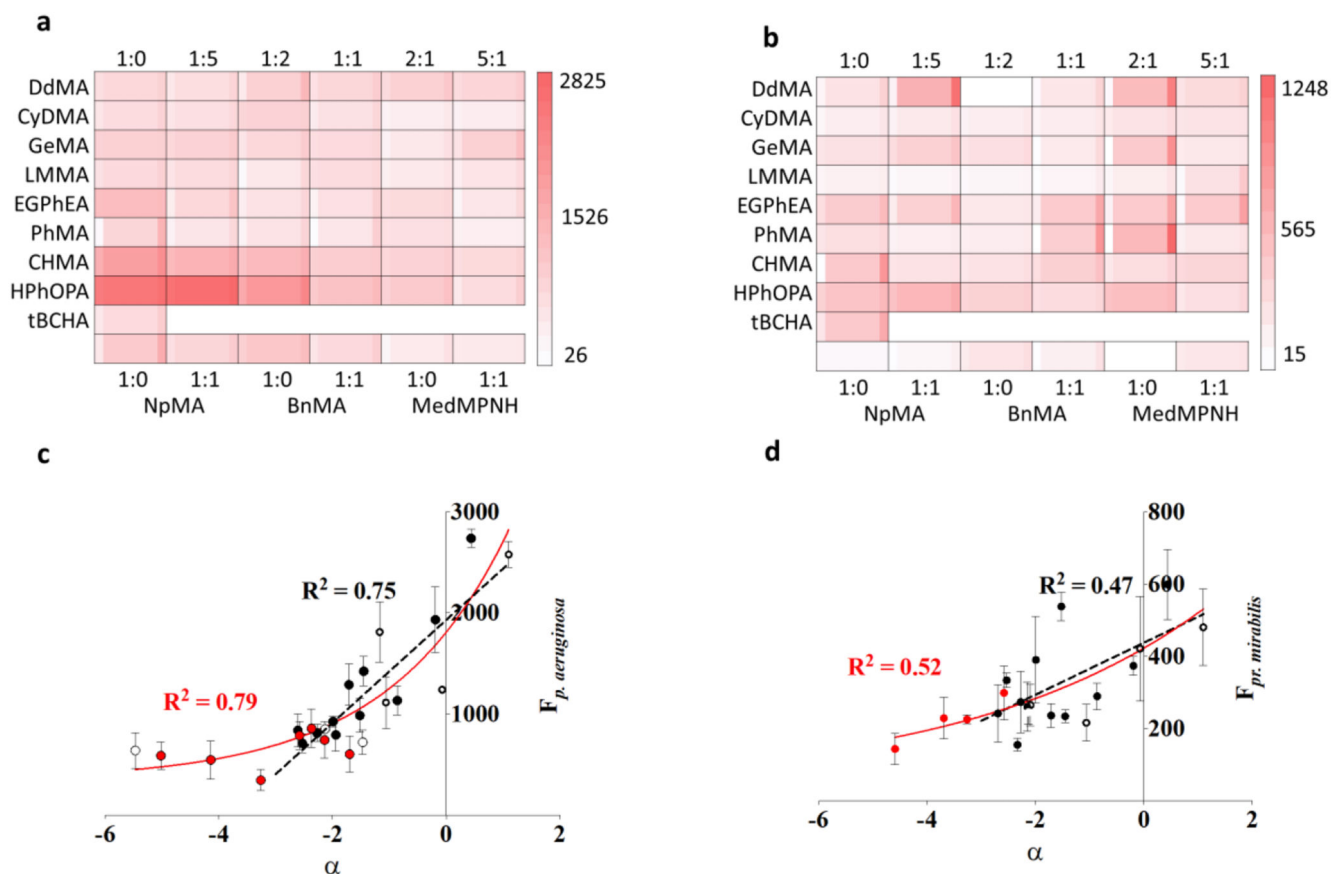 a
1:0 1:5 1:2 1:1 2:1 5:1
DdMA
CyDMA
GeMA
LMMA
EGPhEA
PhMA
CHMA
HPhOPA
tBCHA
2825
1526
26
1:0 1:1 1:0 1:1 1:0 1:1
NpMA BnMA MedMPNH
b
1:0 1:5 1:2 1:1 2:1 5:1
DdMA
CyDMA
GeMA
LMMA
EGPhEA
PhMA
CHMA
HPhOPA
tBCHA
1248
565
15
1:0 1:1 1:0 1:1 1:0 1:1
NpMA BnMA MedMPNH
c
3000
2000
1000
R² = 0.75
R² = 0.79
F p. aeruginosa
-6 -4 -2 0 2
α
d
800
600
400
200
R² = 0.47
R² = 0.52
F pr. mirabilis
-6 -4 -2 0 2
α